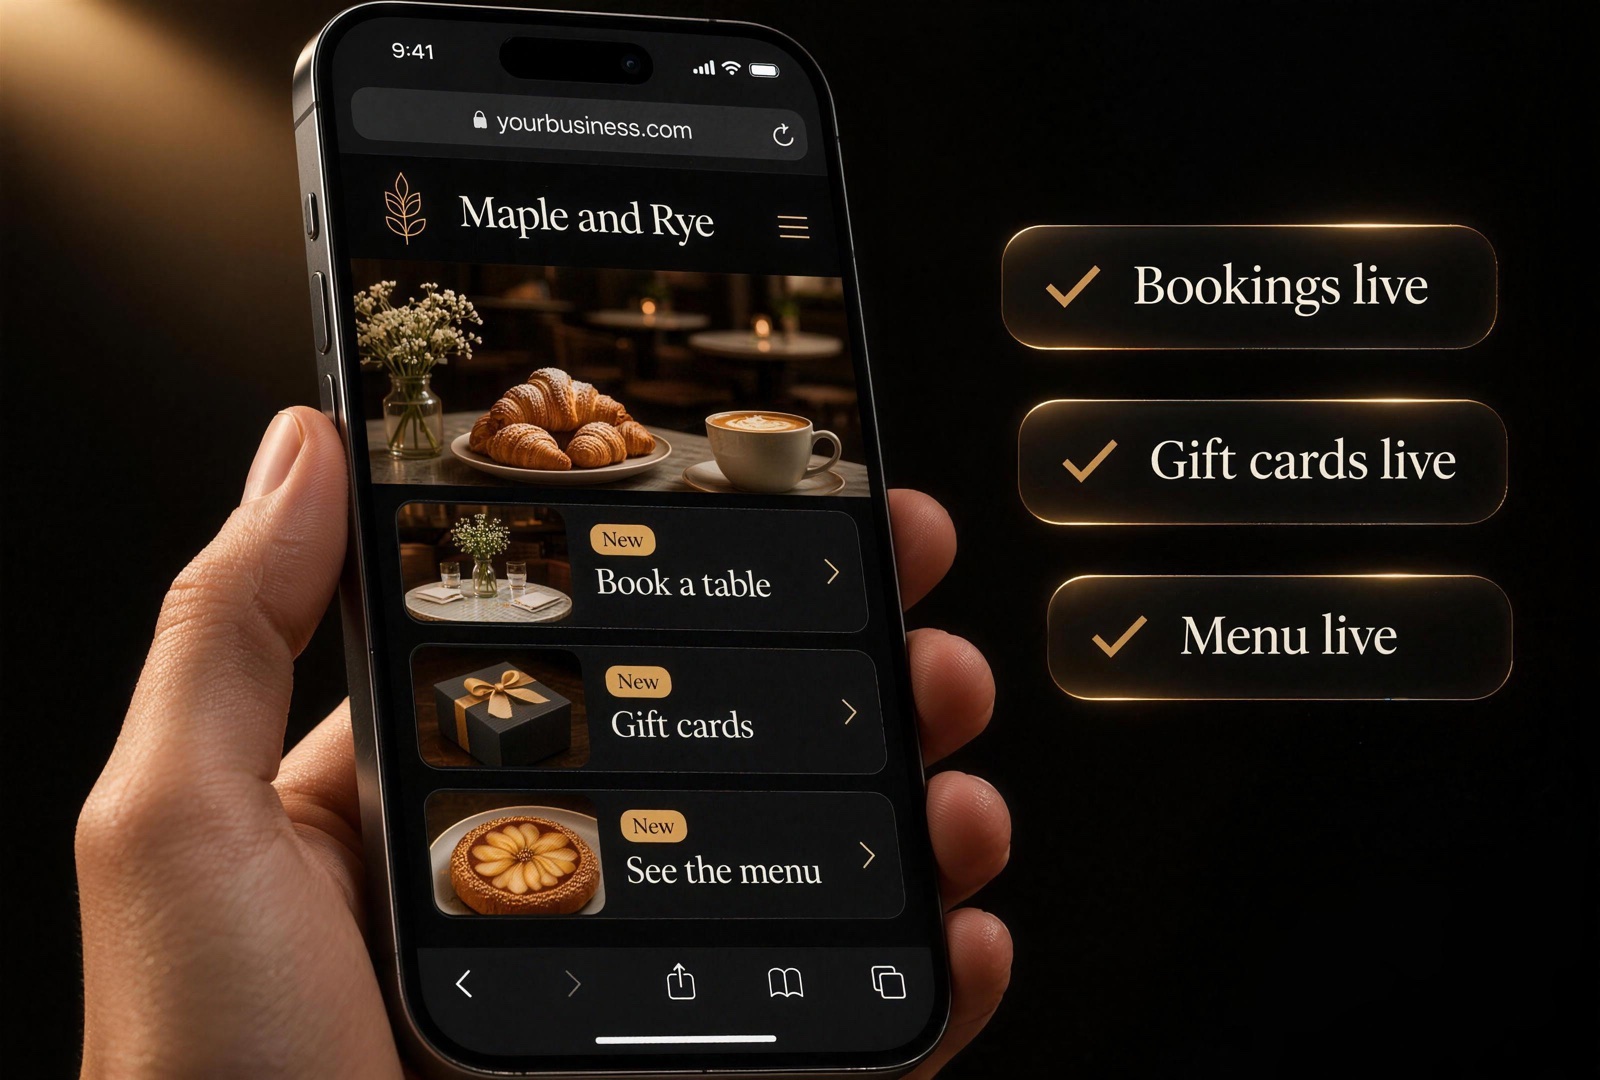 9:41
yourbusiness.com
Maple and Rye
New
Book a table
New
Gift cards
New
See the menu
Bookings live
Gift cards live
Menu live